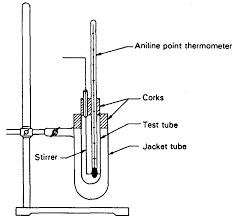 Aniline point thermometer
Corks
Test tube
Jacket tube
Stirrer